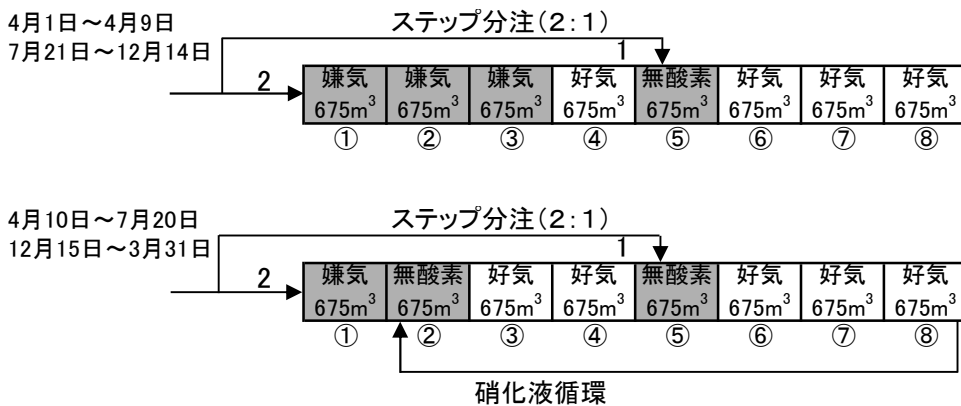 4月1日～4月9日
7月21日～12月14日
ステップ分注(2:1)
2
1
嫌気 嫌気 嫌気 好気 無酸素 好気 好気 好気
675m³ 675m³ 675m³ 675m³ 675m³ 675m³ 675m³ 675m³
① ② ③ ④ ⑤ ⑥ ⑦ ⑧
4月10日～7月20日
12月15日～3月31日
ステップ分注(2:1)
2
1
嫌気 無酸素 好気 好気 無酸素 好気 好気 好気
675m³ 675m³ 675m³ 675m³ 675m³ 675m³ 675m³ 675m³
① ② ③ ④ ⑤ ⑥ ⑦ ⑧
硝化液循環